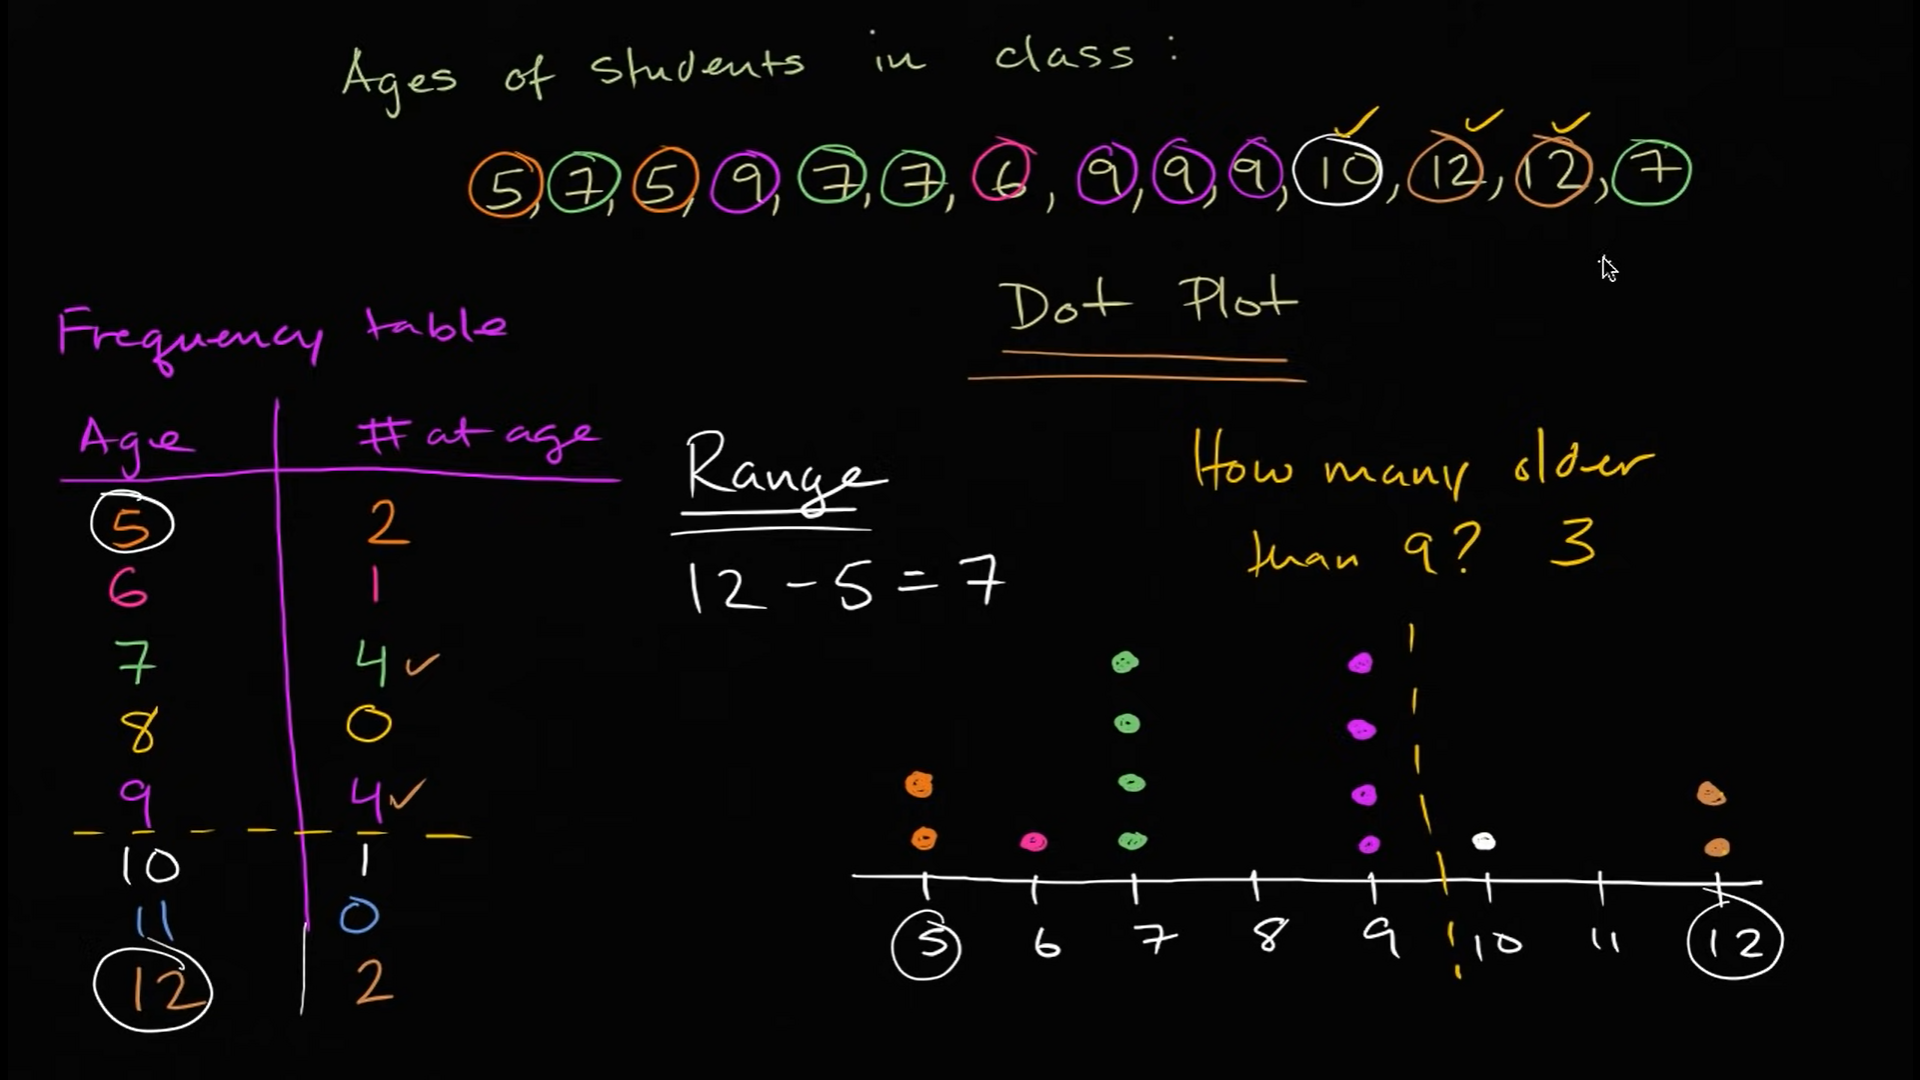 Ages of students in class:
5, 7, 5, 9, 7, 7, 6, 9, 9, 9, 10, 12, 12, 7
Dot Plot
Frequency table
Age # at age
5 2
6 1
7 4
8 0
9 4
10 1
11 0
12 2
Range
12 - 5 = 7
How many older
than 9? 3
5 6 7 8 9 10 11 12